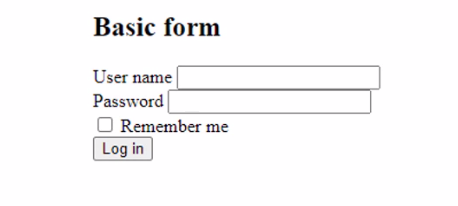 Basic form
User name
Password
Remember me
Log in